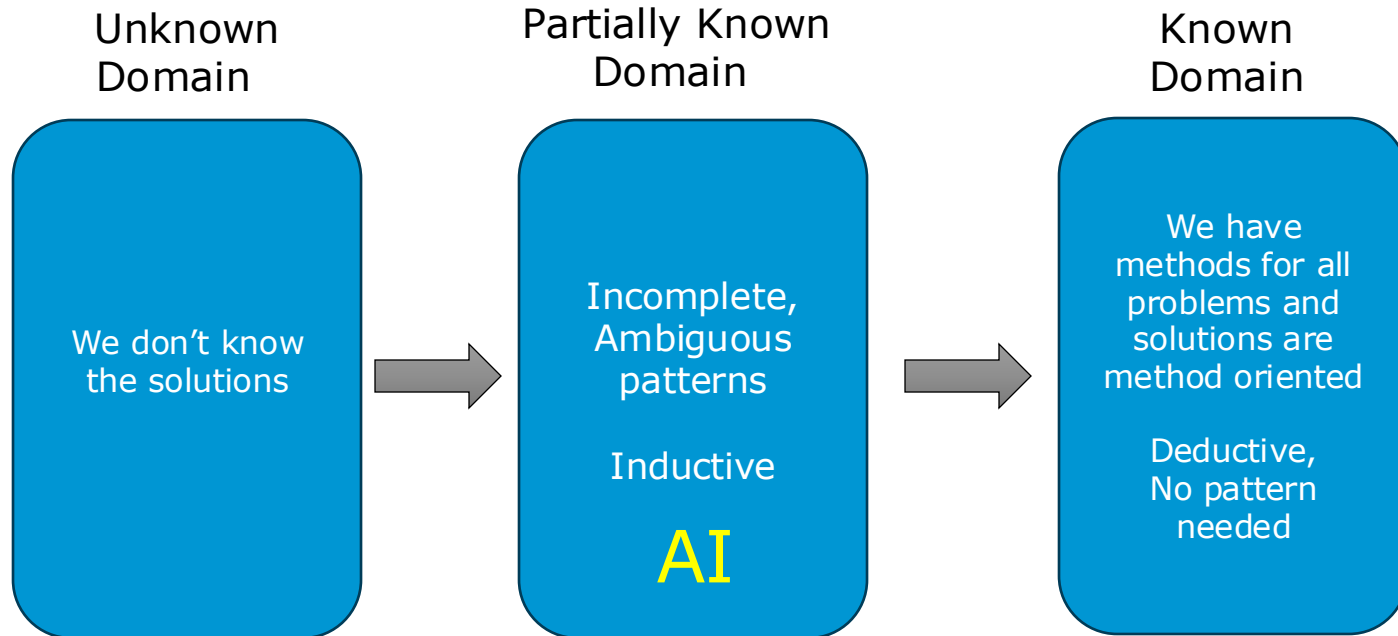 Unknown
Domain
Partially Known
Domain
Known
Domain
We don’t know
the solutions
Incomplete,
Ambiguous
patterns
Inductive
AI
We have
methods for all
problems and
solutions are
method oriented
Deductive,
No pattern
needed